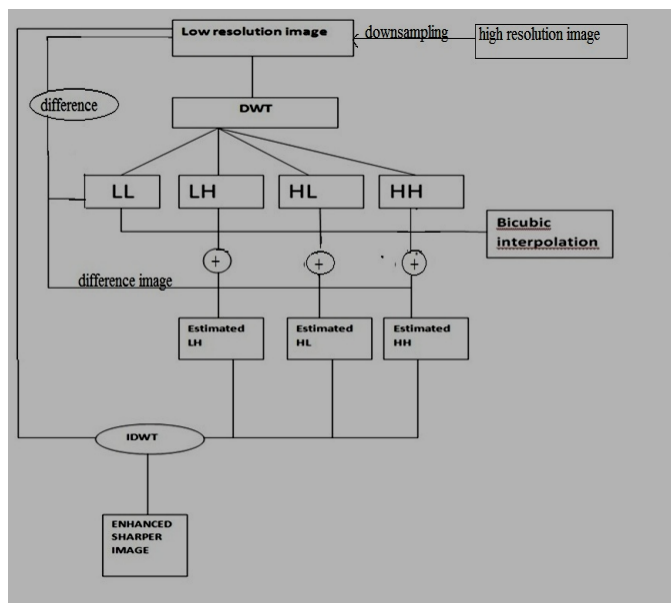 Low resolution image
downsampling
high resolution image
difference
DWT
LL
LH
HL
HH
Bicubic
interpolation
+
+
+
difference image
Estimated
LH
Estimated
HL
Estimated
HH
IDWT
ENHANCED
SHARPER
IMAGE